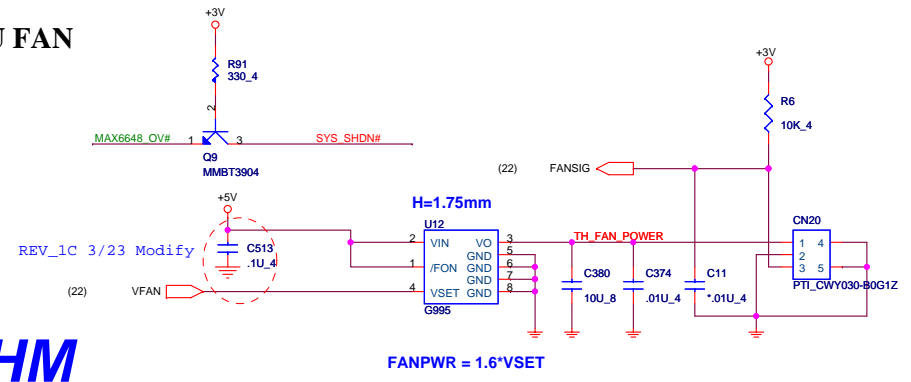 U FAN
+3V
R91
330_4
2
MAX6648_OV#
1
3
SYS_SHDN#
Q9
MMBT3904
+3V
R6
10K_4
(22)
FANSIG
+5V
H=1.75mm
U12
CN20
REV_1C 3/23 Modify
C513
.1U_4
2
VIN
VO
3
TH_FAN_POWER
1
4
GND
5
2
1
/FON
GND
6
3
5
GND
7
(22)
VFAN
4
VSET
GND
8
G995
C380
10U_8
C374
.01U_4
C11
*.01U_4
PTI_CWY030-B0G1Z
HM
FANPWR = 1.6*VSET